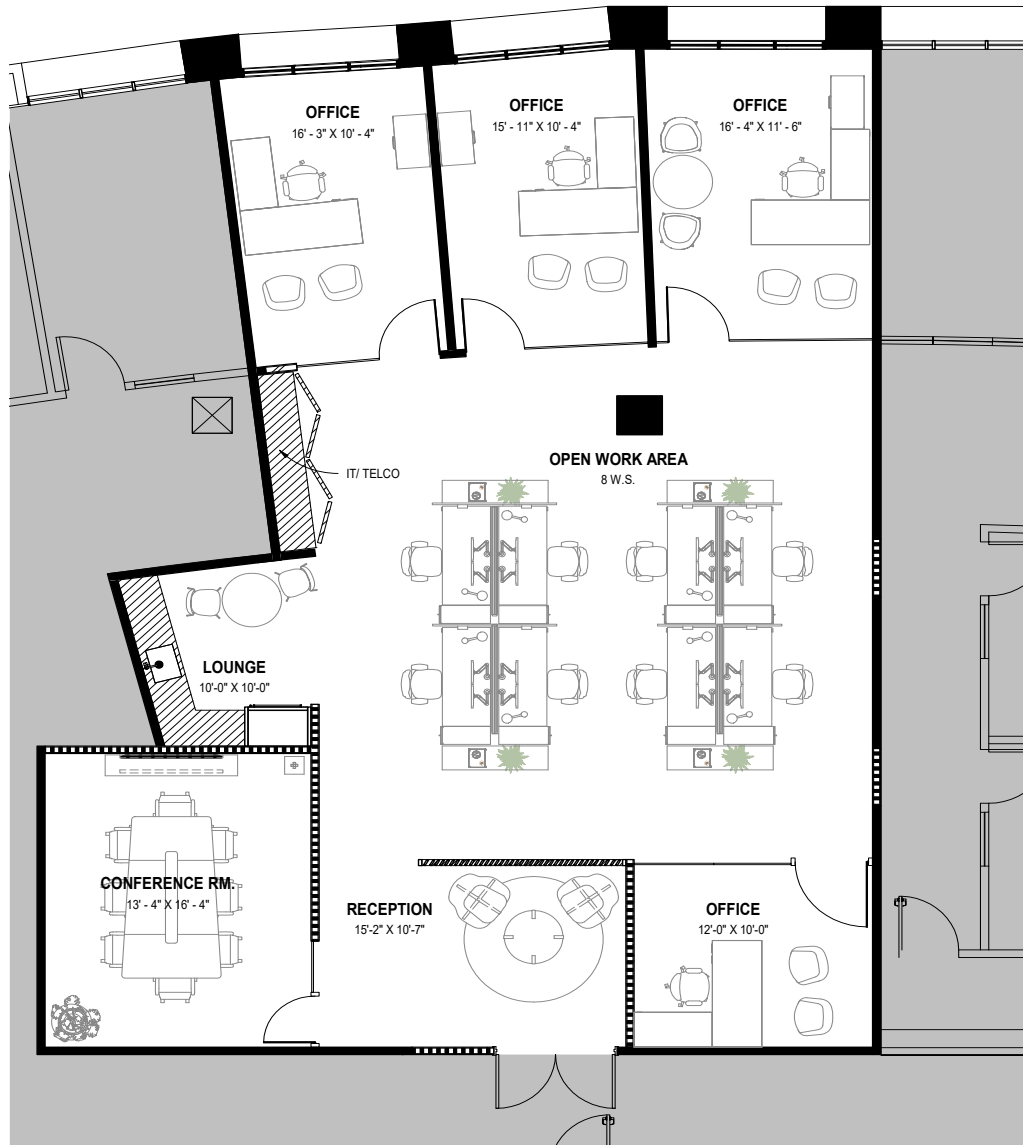 OFFICE
16' - 3" X 10' - 4"
OFFICE
15' - 11" X 10' - 4"
OFFICE
16' - 4" X 11' - 6"
IT/ TELCO
OPEN WORK AREA
8 W.S.
LOUNGE
10'-0" X 10'-0"
CONFERENCE RM.
13' - 4" X 16' - 4"
RECEPTION
15'-2" X 10'-7"
OFFICE
12'-0" X 10'-0"